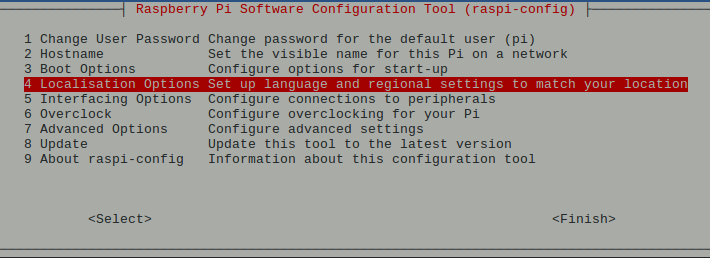 Raspberry Pi Software Configuration Tool (raspi-config)
1 Change User Password Change password for the default user (pi)
2 Hostname Set the visible name for this Pi on a network
3 Boot Options Configure options for start-up
4 Localisation Options Set up language and regional settings to match your location
5 Interfacing Options Configure connections to peripherals
6 Overclock Configure overclocking for your Pi
7 Advanced Options Configure advanced settings
8 Update Update this tool to the latest version
9 About raspi-config Information about this configuration tool
<Select> <Finish>